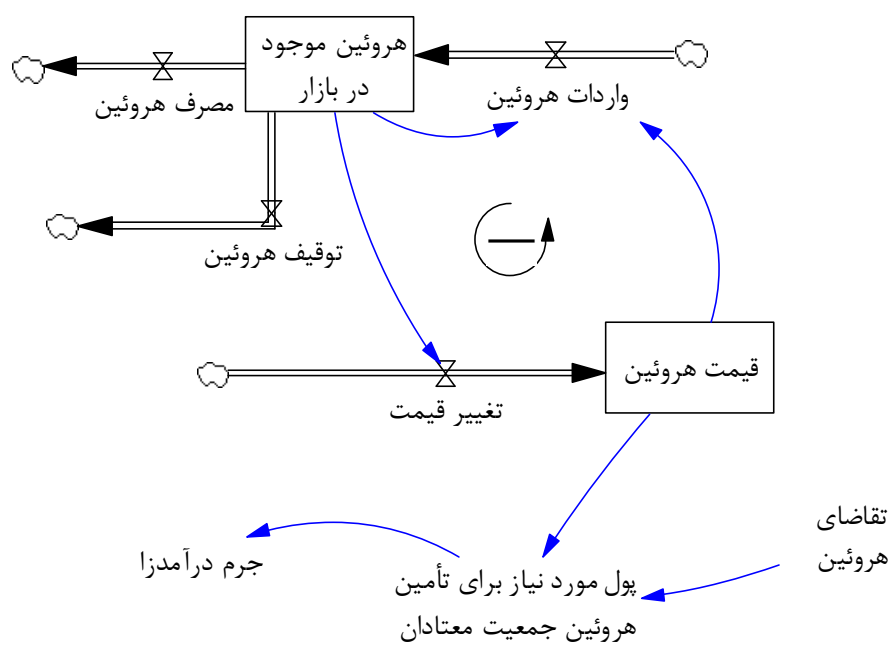 هروئین موجود
در بازار
واردات هروئین
مصرف هروئین
توقیف هروئین
قیمت هروئین
تغییر قیمت
تقاضای
هروئین
جرم درآمدزا
پول مورد نیاز برای تأمین
هروئین جمعیت معتادان